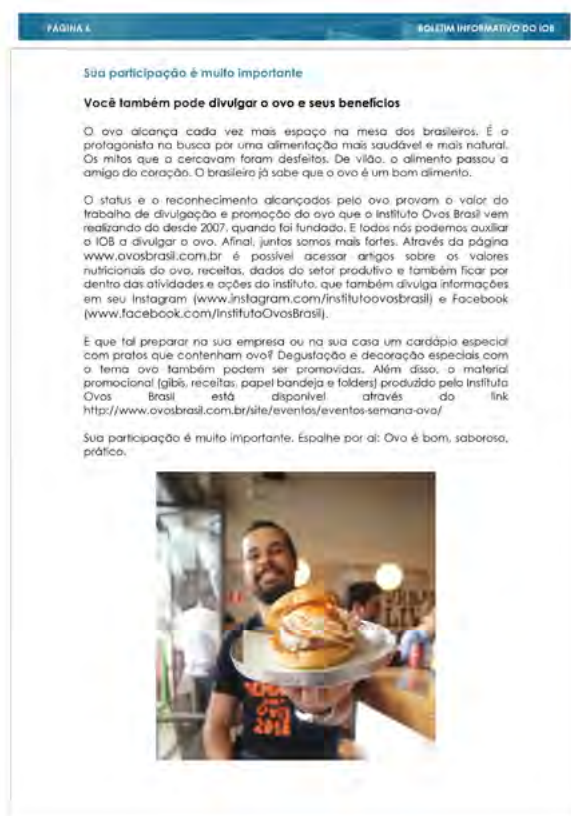 PÁGINA 6
BOLETIM INFORMATIVO DO IOB
Sua participação é muito importante
Você também pode divulgar o ovo e seus benefícios
O ovo alcança cada vez mais espaço na mesa dos brasileiros. É o
protagonista na busca por uma alimentação mais saudável e mais natural.
Os mitos que o cercavam foram desfeitos. De vilão, o alimento passou a
amigo do coração. O brasileiro já sabe que o ovo é um bom alimento.
O status e o reconhecimento alcançados pelo ovo provam o valor do
trabalho de divulgação e promoção do ovo que o Instituto Ovos Brasil vem
realizando do desde 2007, quando foi fundado. E todos nós podemos auxiliar
o IOB a divulgar o ovo. Afinal, juntos somos mais fortes. Através da página
www.ovosbrasil.com.br é possível acessar artigos sobre os valores
nutricionais do ovo, receitas, dados do setor produtivo e também ficar por
dentro das atividades e ações do instituto, que também divulga informações
em seu Instagram (www.instagram.com/institutoovosbrasil) e Facebook
(www.facebook.com/InstitutoOvosBrasil).
E que tal preparar na sua empresa ou na sua casa um cardápio especial
com pratos que contenham ovo? Degustação e decoração especiais com
o tema ovo também podem ser promovidas. Além disso, o material
promocional (gibis, receitas, papel bandeja e folders) produzido pelo Instituto
Ovos Brasil está disponível através do link
http://www.ovosbrasil.com.br/site/eventos/eventos-semana-ovo/
Sua participação é muito importante. Espalhe por aí: Ovo é bom, saboroso,
prático.
OVO
2018